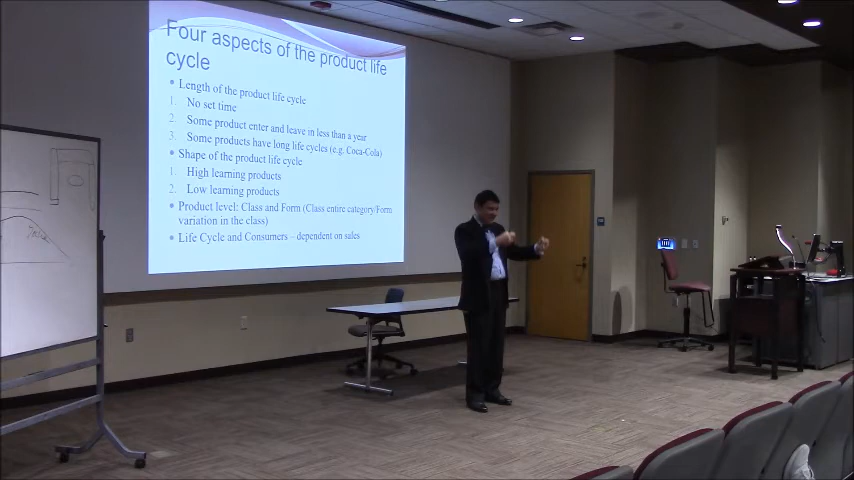 Four aspects of the product life
cycle
• Length of the product life cycle
1. No set time
2. Some product enter and leave in less than a year
3. Some products have long life cycles (e.g. Coca-Cola)
• Shape of the product life cycle
1. High learning products
2. Low learning products
• Product level: Class and Form (Class entire category/Form
variation in the class)
• Life Cycle and Consumers – dependent on sales